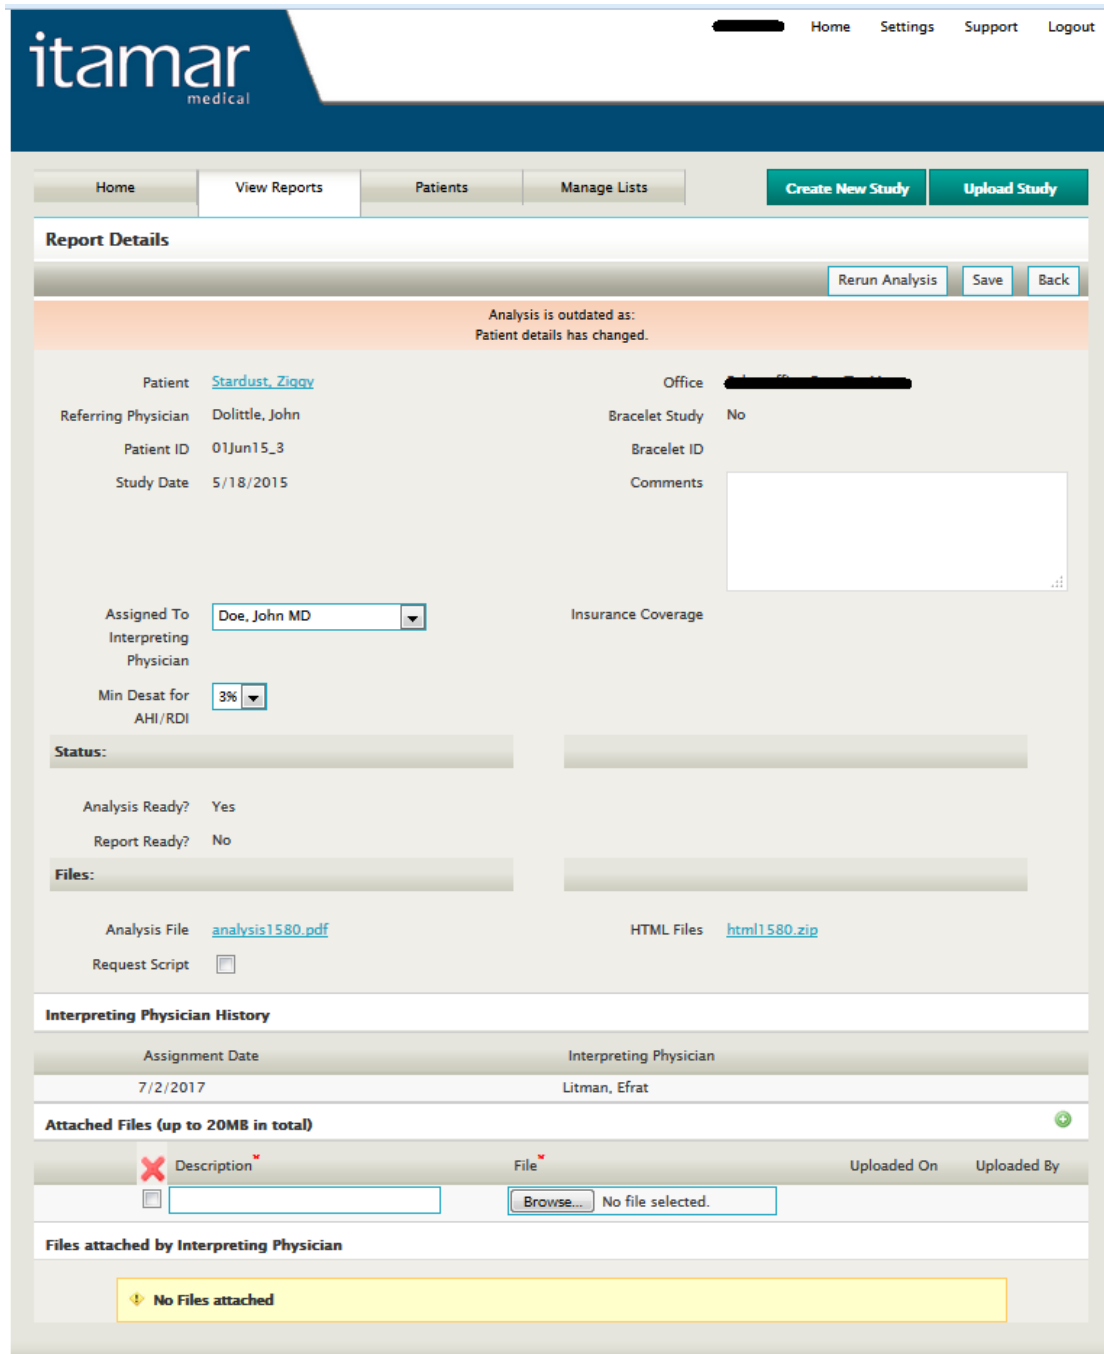 Home Settings Support Logout
itamar
medical
Home View Reports Patients Manage Lists Create New Study Upload Study
Report Details
Rerun Analysis Save Back
Analysis is outdated as:
Patient details has changed.
Patient Stardust, Ziggy Office
Referring Physician Dolittle, John Bracelet Study No
Patient ID 01Jun15_3 Bracelet ID
Study Date 5/18/2015 Comments
Assigned To Interpreting Physician Doe, John MD Insurance Coverage
Min Desat for AHI/RDI 3%
Status:
Analysis Ready? Yes
Report Ready? No
Files:
Analysis File analysis1580.pdf HTML Files html1580.zip
Request Script
Interpreting Physician History
Assignment Date Interpreting Physician
7/2/2017 Litman, Efrat
Attached Files (up to 20MB in total)
Description File Uploaded On Uploaded By
Browse... No file selected.
Files attached by Interpreting Physician
No Files attached